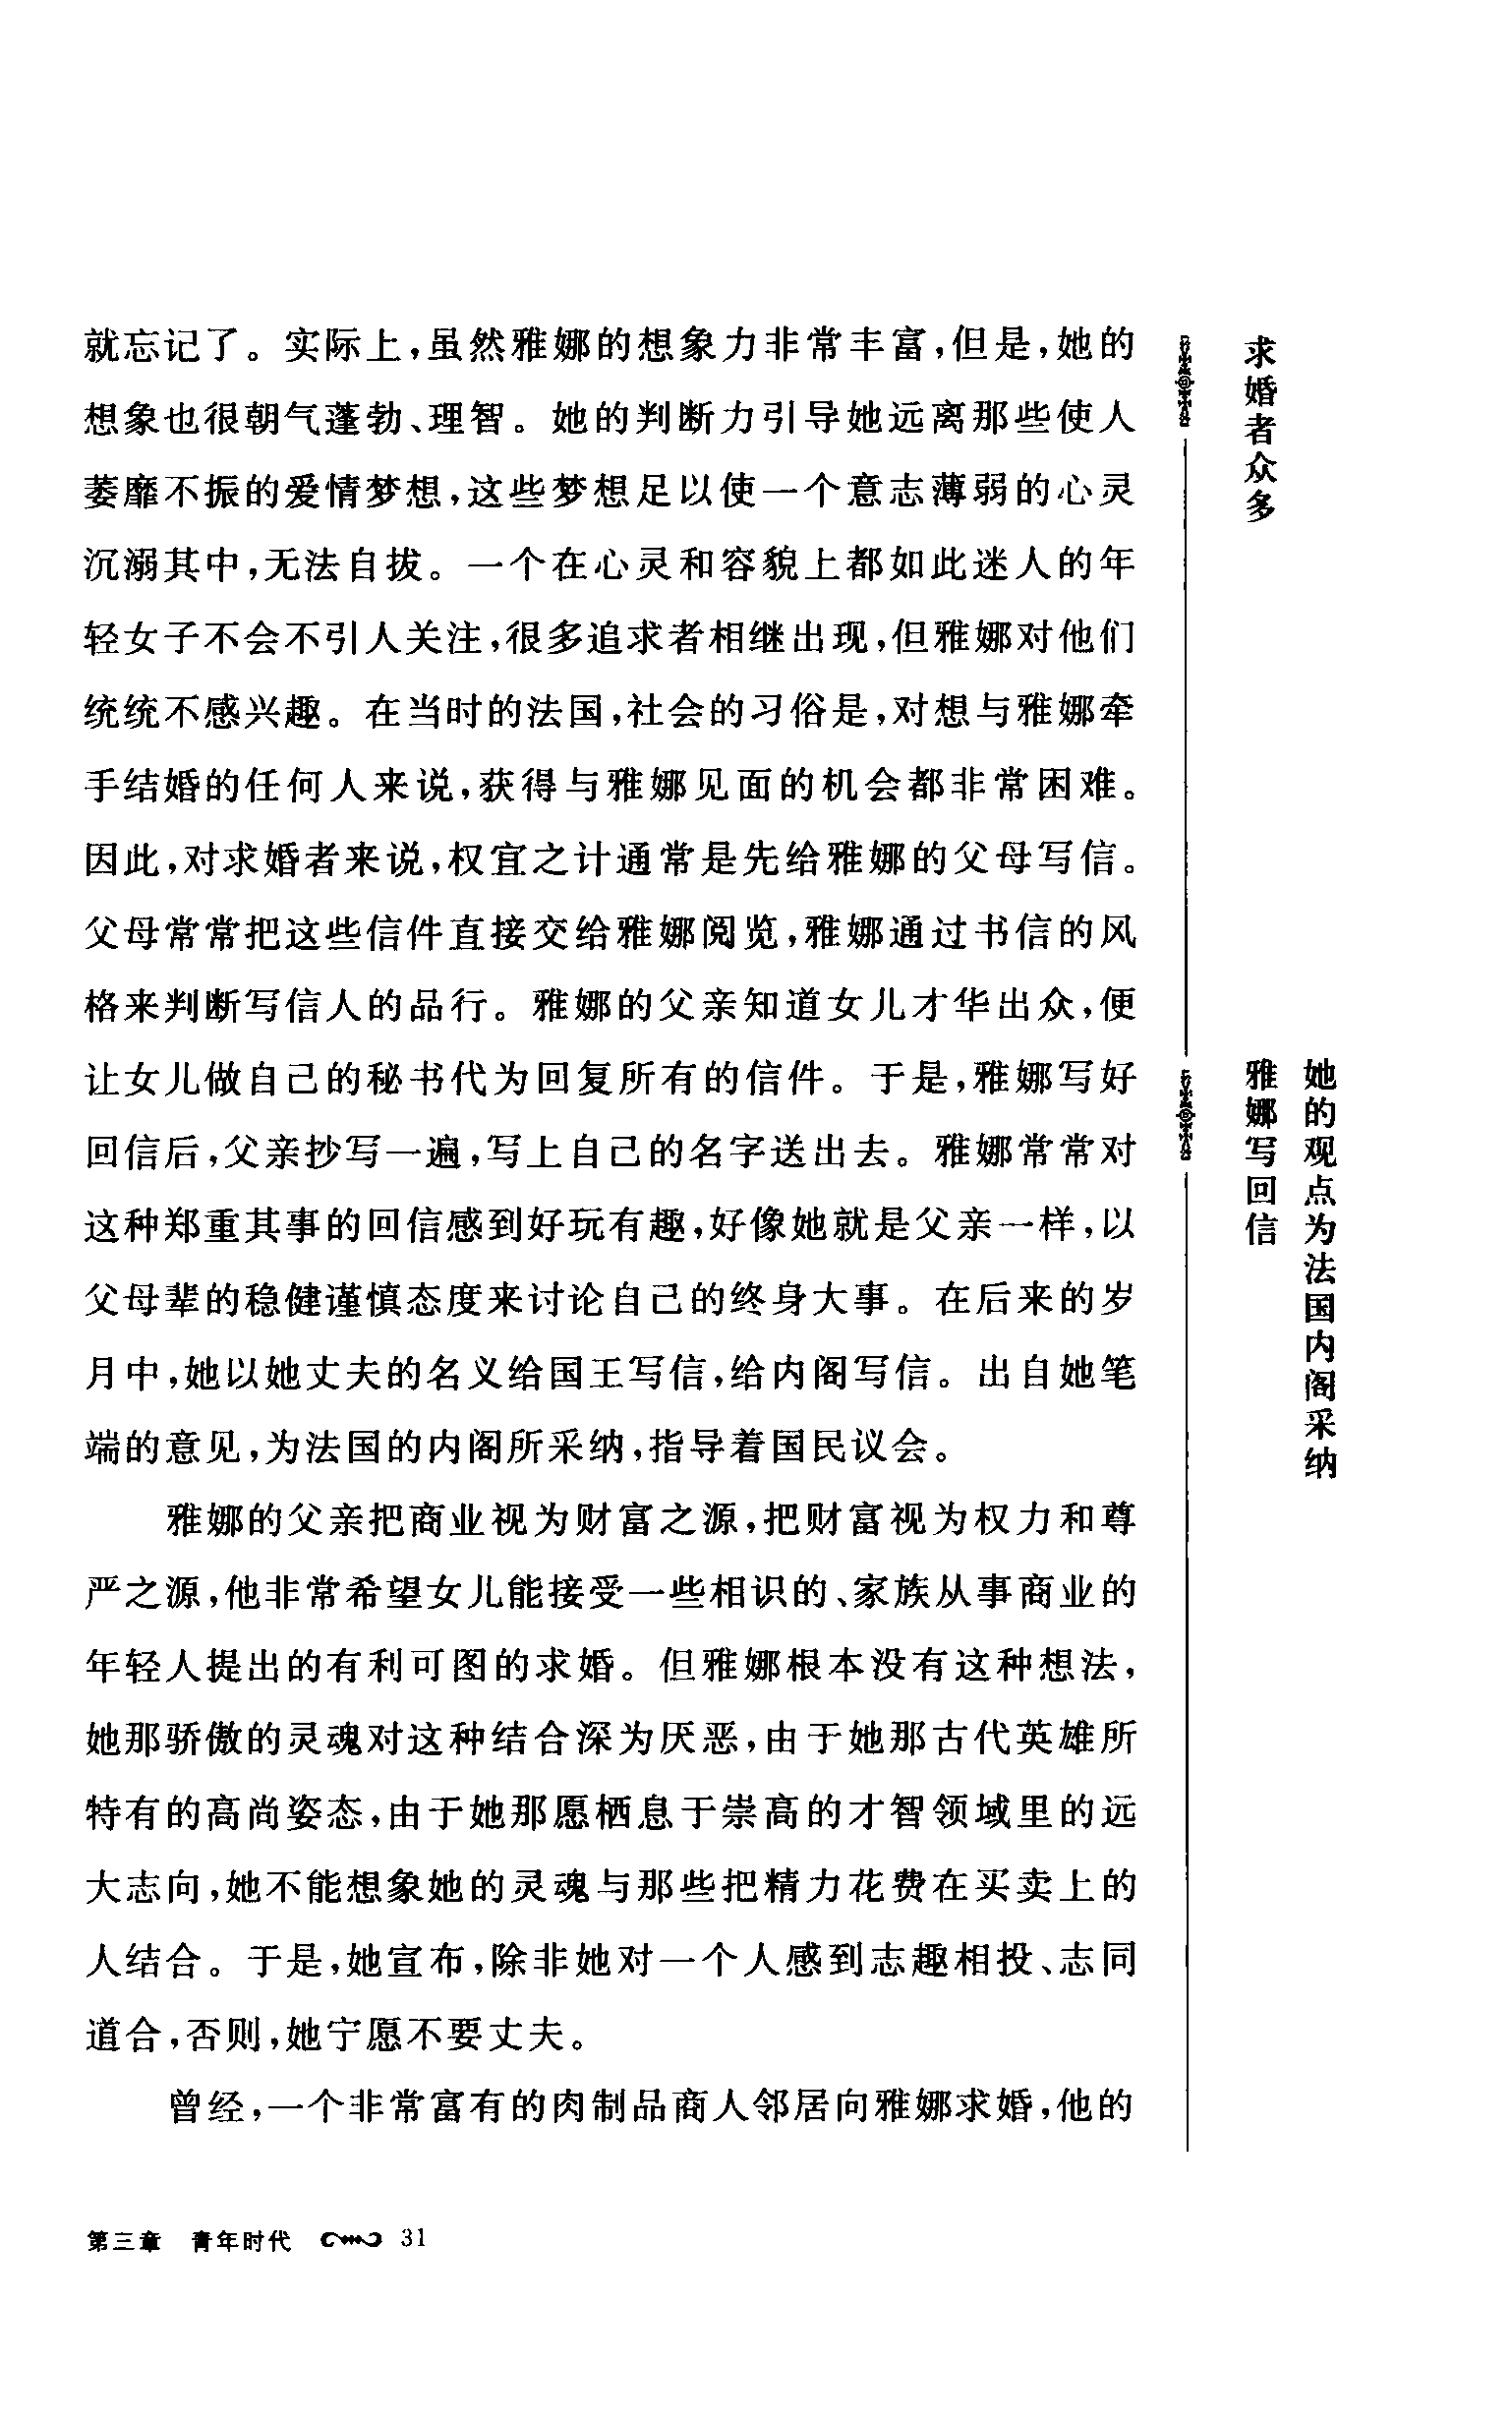 就忘记了。实际上,虽然雅娜的想象力非常丰富,但是,她的
想象也很朝气蓬勃、理智。她的判断力引导她远离那些使人
萎靡不振的爱情梦想,这些梦想足以使一个意志薄弱的心灵
沉溺其中,无法自拔。一个在心灵和容貌上都如此迷人的年
轻女子不会不引人关注,很多追求者相继出现,但雅娜对他们
统统不感兴趣。在当时的法国,社会的习俗是,对想与雅娜牵
手结婚的任何人来说,获得与雅娜见面的机会都非常困难。
因此,对求婚者来说,权宜之计通常是先给雅娜的父母写信。
父母常常把这些信件直接交给雅娜阅览,雅娜通过书信的风
格来判断写信人的品行。雅娜的父亲知道女儿才华出众,便
让女儿做自己的秘书代为回复所有的信件。于是,雅娜写好
回信后,父亲抄写一遍,写上自己的名字送出去。雅娜常常对
这种郑重其事的回信感到好玩有趣,好像她就是父亲一样,以
父母辈的稳健谨慎态度来讨论自己的终身大事。在后来的岁
月中,她以她丈夫的名义给国王写信,给内阁写信。出自她笔
端的意见,为法国的内阁所采纳,指导着国民议会。
雅娜的父亲把商业视为财富之源,把财富视为权力和尊
严之源,他非常希望女儿能接受一些相识的、家族从事商业的
年轻人提出的有利可图的求婚。但雅娜根本没有这种想法,
她那骄傲的灵魂对这种结合深为厌恶,由于她那古代英雄所
特有的高尚姿态,由于她那愿栖息于崇高的才智领域里的远
大志向,她不能想象她的灵魂与那些把精力花费在买卖上的
人结合。于是,她宣布,除非她对一个人感到志趣相投、志同
道合,否则,她宁愿不要丈夫。
曾经,一个非常富有的肉制品商人邻居向雅娜求婚,他的
求婚者众多
她的观点为法国内阁采纳
雅娜写回信
第三章 青年时代 31